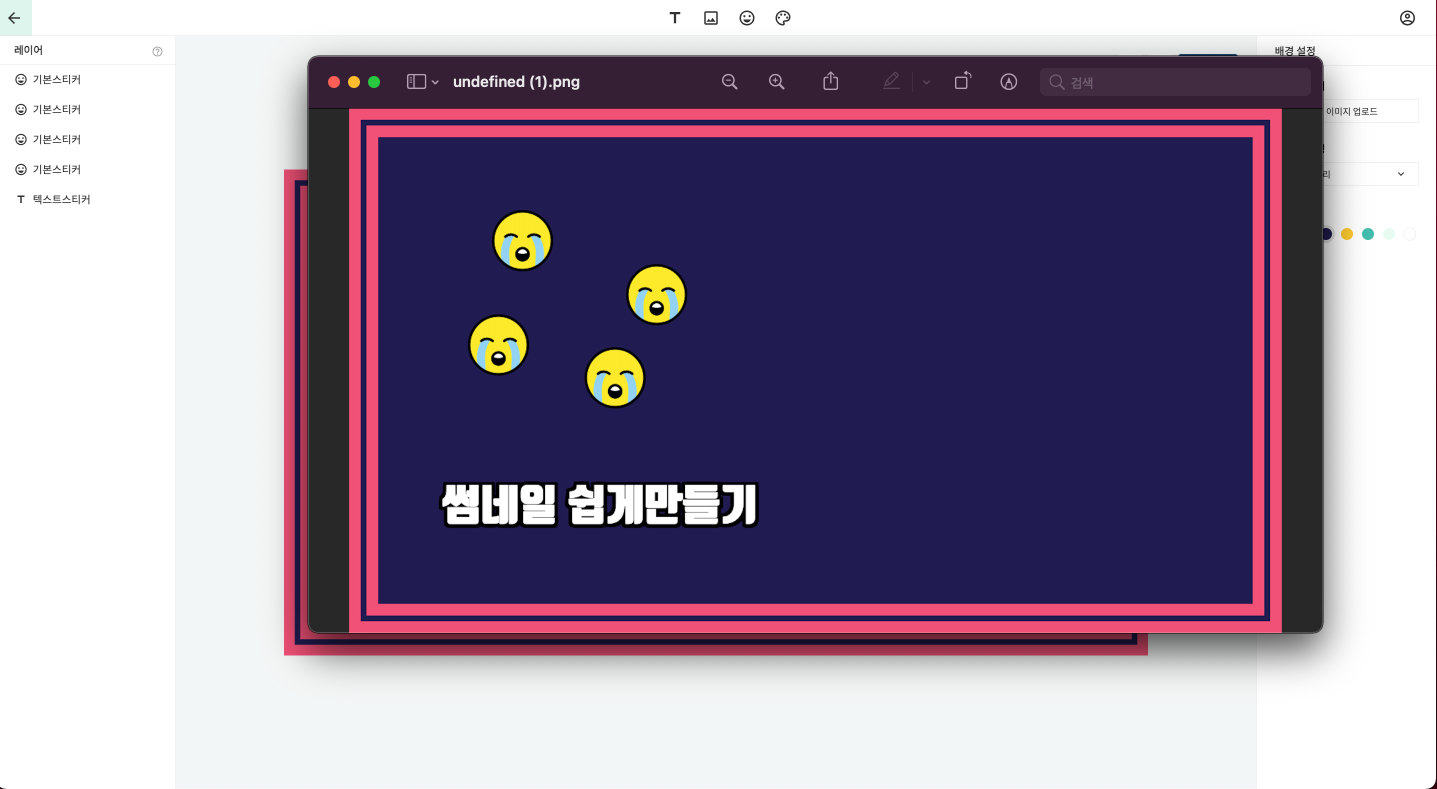 레이어
기본스티커
기본스티커
기본스티커
기본스티커
텍스트스티커
undefined (1).png
검색
썸네일 쉽게만들기
배경 설정
이미지 업로드
리